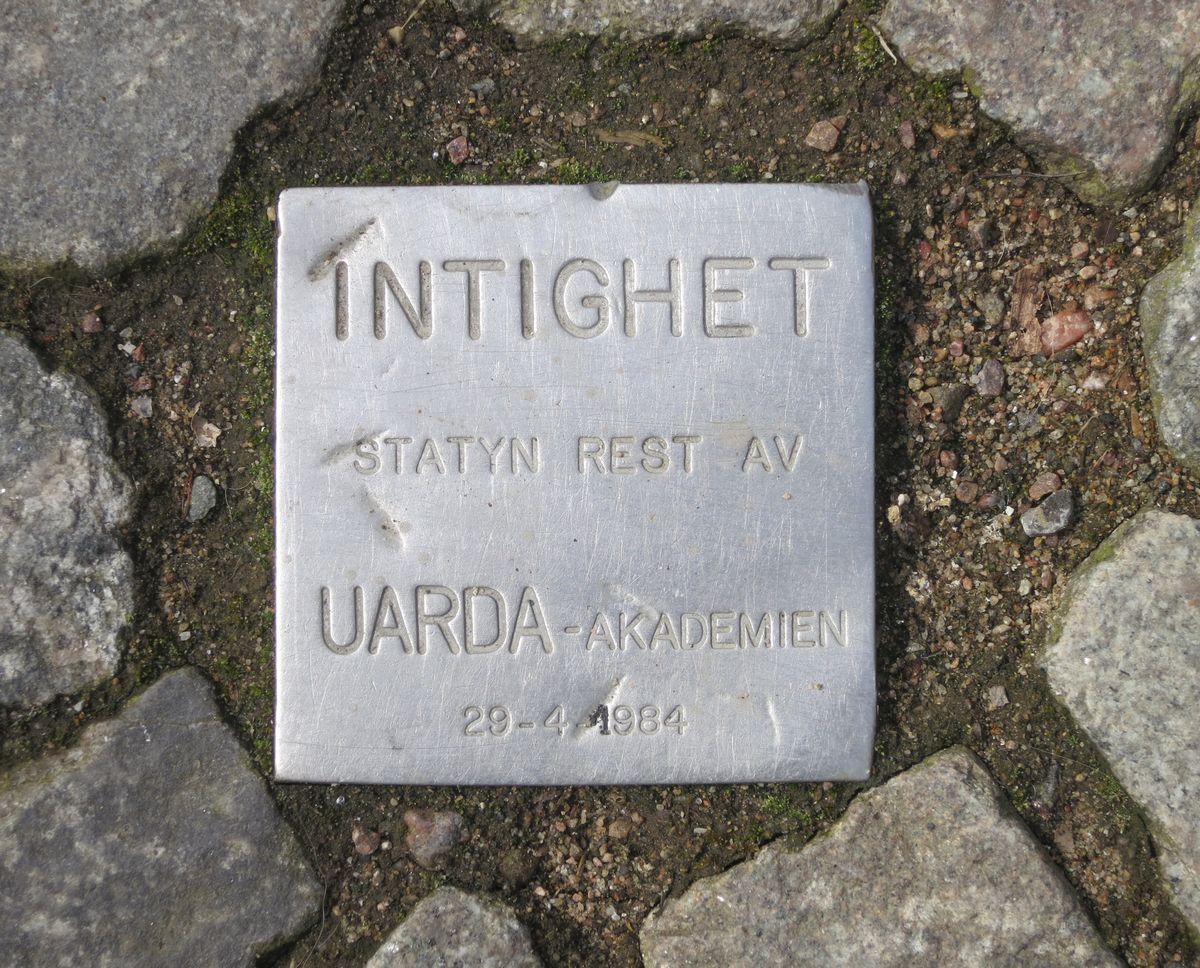 INTIGHET
STATYN REST AV
UARDA-AKADEMIEN
29-4-1984